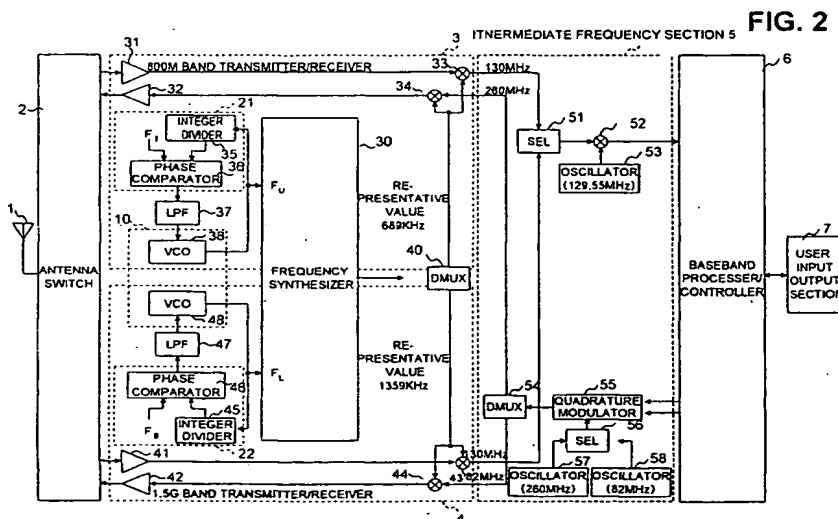 FIG. 2
ITNERMEDIATE FREQUENCY SECTION 5
31
800M BAND TRANSMITTER/RECEIVER
3
33
130MHz
6
2
32
34
260MHz
21
INTEGER
DIVIDER
35
F₁
PHASE
COMPARATOR
36
30
51
SEL
52
OSCILLATOR
(129.55MHz)
53
LPF
37
FU
RE-
PRESENTATIVE
VALUE
689KHz
1
10
38
VCO
40
DMUX
7
USER
INPUT
OUTPUT
SECTION
ANTENNA
SWITCH
FREQUENCY
SYNTHESIZER
BASEBAND
PROCESSER/
CONTROLLER
VCO
48
LPF
47
RE-
PRESENTATIVE
VALUE
1359KHz
PHASE
COMPARATOR
46
FL
45
INTEGER
DIVIDER
22
54
DMUX
55
QUADRATURE
MODULATOR
56
SEL
41
130MHz
57
58
42
44
43
82MHz
OSCILLATOR
(260MHz)
OSCILLATOR
(82MHz)
1.5G BAND TRANSMITTER/RECEIVER
4